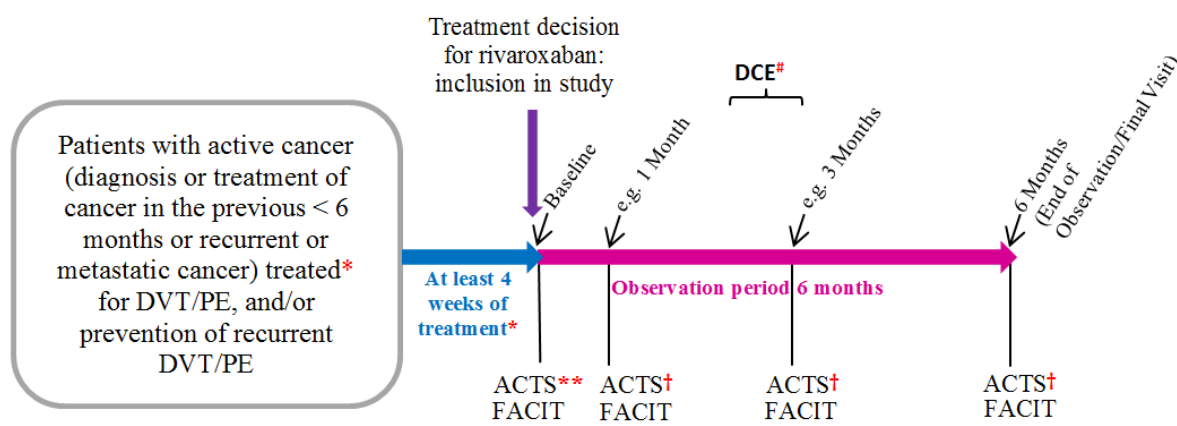 Treatment decision
for rivaroxaban:
inclusion in study
DCE#
Patients with active cancer
(diagnosis or treatment of
cancer in the previous < 6
months or recurrent or
metastatic cancer) treated*
for DVT/PE, and/or
prevention of recurrent
DVT/PE
Baseline
e.g. 1 Month
e.g. 3 Months
6 Months
(End of
Observation/Final Visit)
At least 4
weeks of
treatment*
Observation period 6 months
ACTS**
FACIT
ACTS†
FACIT
ACTS†
FACIT
ACTS†
FACIT